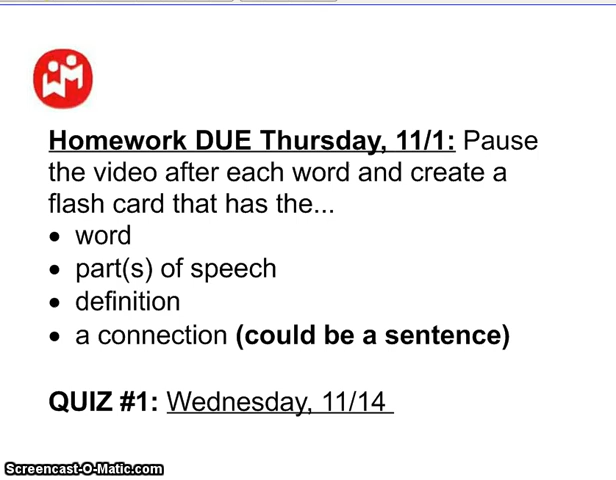 Homework DUE Thursday, 11/1: Pause
the video after each word and create a
flash card that has the...
• word
• part(s) of speech
• definition
• a connection (could be a sentence)
QUIZ #1: Wednesday, 11/14
Screencast-O-Matic.com